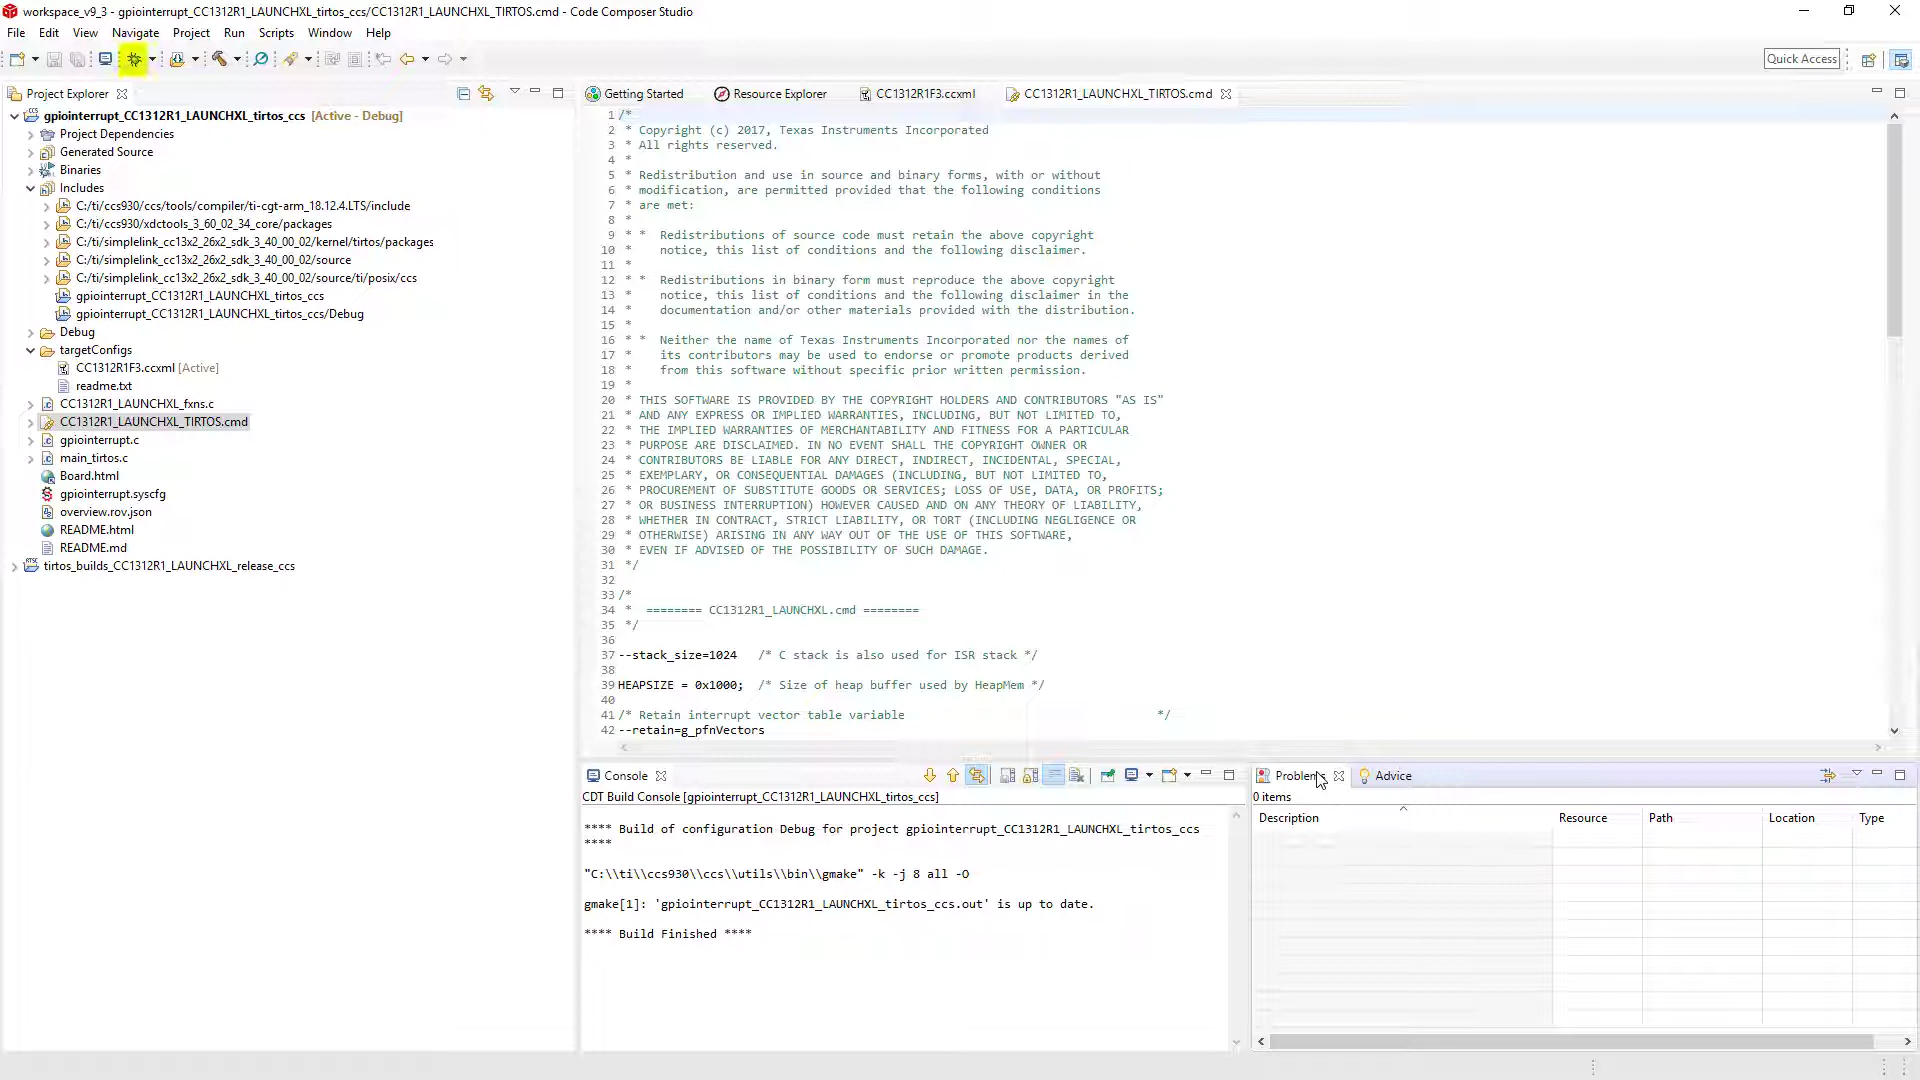 workspace_v9_3 - gpiointerrupt_CC1312R1_LAUNCHXL_tirtos_ccs/CC1312R1_LAUNCHXL_TIRTOS.cmd - Code Composer Studio
File Edit View Navigate Project Run Scripts Window Help
Quick Access
Project Explorer
gpiointerrupt_CC1312R1_LAUNCHXL_tirtos_ccs [Active - Debug]
Project Dependencies
Generated Source
Binaries
Includes
C:/ti/ccs930/ccs/tools/compiler/ti-cgt-arm_18.12.4.LTS/include
C:/ti/ccs930/xdctools_3_60_02_34_core/packages
C:/ti/simplelink_cc13x2_26x2_sdk_3_40_00_02/kernel/tirtos/packages
C:/ti/simplelink_cc13x2_26x2_sdk_3_40_00_02/source
C:/ti/simplelink_cc13x2_26x2_sdk_3_40_00_02/source/ti/posix/ccs
gpiointerrupt_CC1312R1_LAUNCHXL_tirtos_ccs
gpiointerrupt_CC1312R1_LAUNCHXL_tirtos_ccs/Debug
Debug
targetConfigs
CC1312R1F3.ccxml [Active]
readme.txt
CC1312R1_LAUNCHXL_fxns.c
CC1312R1_LAUNCHXL_TIRTOS.cmd
gpiointerrupt.c
main_tirtos.c
Board.html
gpiointerrupt.syscfg
overview.rov.json
README.html
README.md
tirtos_builds_CC1312R1_LAUNCHXL_release_ccs
Getting Started Resource Explorer CC1312R1F3.ccxml CC1312R1_LAUNCHXL_TIRTOS.cmd
1 /*
2 * Copyright (c) 2017, Texas Instruments Incorporated
3 * All rights reserved.
4 *
5 * Redistribution and use in source and binary forms, with or without
6 * modification, are permitted provided that the following conditions
7 * are met:
8 *
9 * * Redistributions of source code must retain the above copyright
10 * notice, this list of conditions and the following disclaimer.
11 *
12 * * Redistributions in binary form must reproduce the above copyright
13 * notice, this list of conditions and the following disclaimer in the
14 * documentation and/or other materials provided with the distribution.
15 *
16 * * Neither the name of Texas Instruments Incorporated nor the names of
17 * its contributors may be used to endorse or promote products derived
18 * from this software without specific prior written permission.
19 *
20 * THIS SOFTWARE IS PROVIDED BY THE COPYRIGHT HOLDERS AND CONTRIBUTORS "AS IS"
21 * AND ANY EXPRESS OR IMPLIED WARRANTIES, INCLUDING, BUT NOT LIMITED TO,
22 * THE IMPLIED WARRANTIES OF MERCHANTABILITY AND FITNESS FOR A PARTICULAR
23 * PURPOSE ARE DISCLAIMED. IN NO EVENT SHALL THE COPYRIGHT OWNER OR
24 * CONTRIBUTORS BE LIABLE FOR ANY DIRECT, INDIRECT, INCIDENTAL, SPECIAL,
25 * EXEMPLARY, OR CONSEQUENTIAL DAMAGES (INCLUDING, BUT NOT LIMITED TO,
26 * PROCUREMENT OF SUBSTITUTE GOODS OR SERVICES; LOSS OF USE, DATA, OR PROFITS;
27 * OR BUSINESS INTERRUPTION) HOWEVER CAUSED AND ON ANY THEORY OF LIABILITY,
28 * WHETHER IN CONTRACT, STRICT LIABILITY, OR TORT (INCLUDING NEGLIGENCE OR
29 * OTHERWISE) ARISING IN ANY WAY OUT OF THE USE OF THIS SOFTWARE,
30 * EVEN IF ADVISED OF THE POSSIBILITY OF SUCH DAMAGE.
31 */
32
33 /*
34 * ======== CC1312R1_LAUNCHXL.cmd ========
35 */
36
37 --stack_size=1024 /* C stack is also used for ISR stack */
38
39 HEAPSIZE = 0x1000; /* Size of heap buffer used by HeapMem */
40
41 /* Retain interrupt vector table variable */
42 --retain=g_pfnVectors
Console
CDT Build Console [gpiointerrupt_CC1312R1_LAUNCHXL_tirtos_ccs]
**** Build of configuration Debug for project gpiointerrupt_CC1312R1_LAUNCHXL_tirtos_ccs
****
"C:\\ti\\ccs930\\ccs\\utils\\bin\\gmake" -k -j 8 all -O
gmake[1]: 'gpiointerrupt_CC1312R1_LAUNCHXL_tirtos_ccs.out' is up to date.
**** Build Finished ****
Problems Advice
0 items
Description Resource Path Location Type